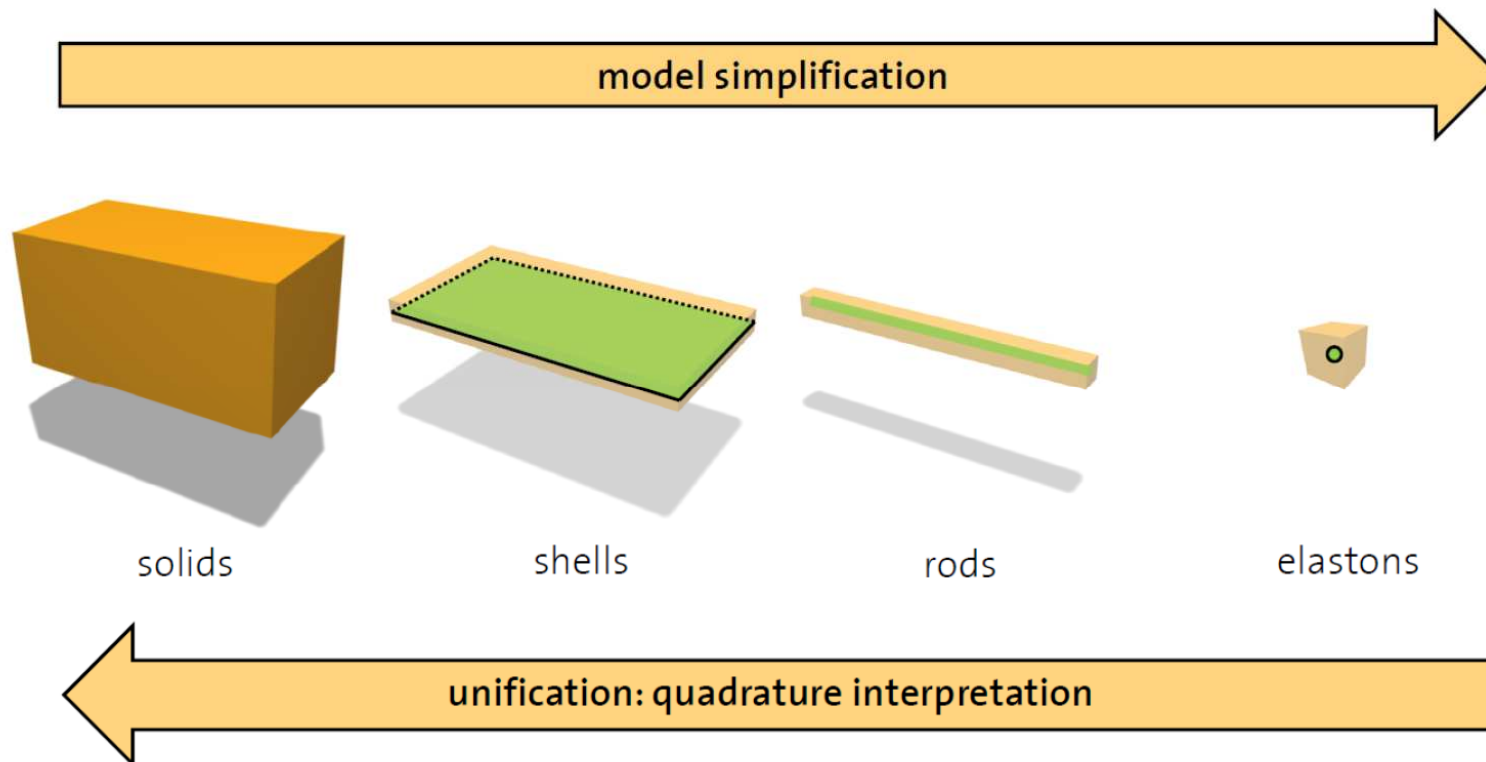 model simplification
solids
shells
rods
elastons
unification: quadrature interpretation